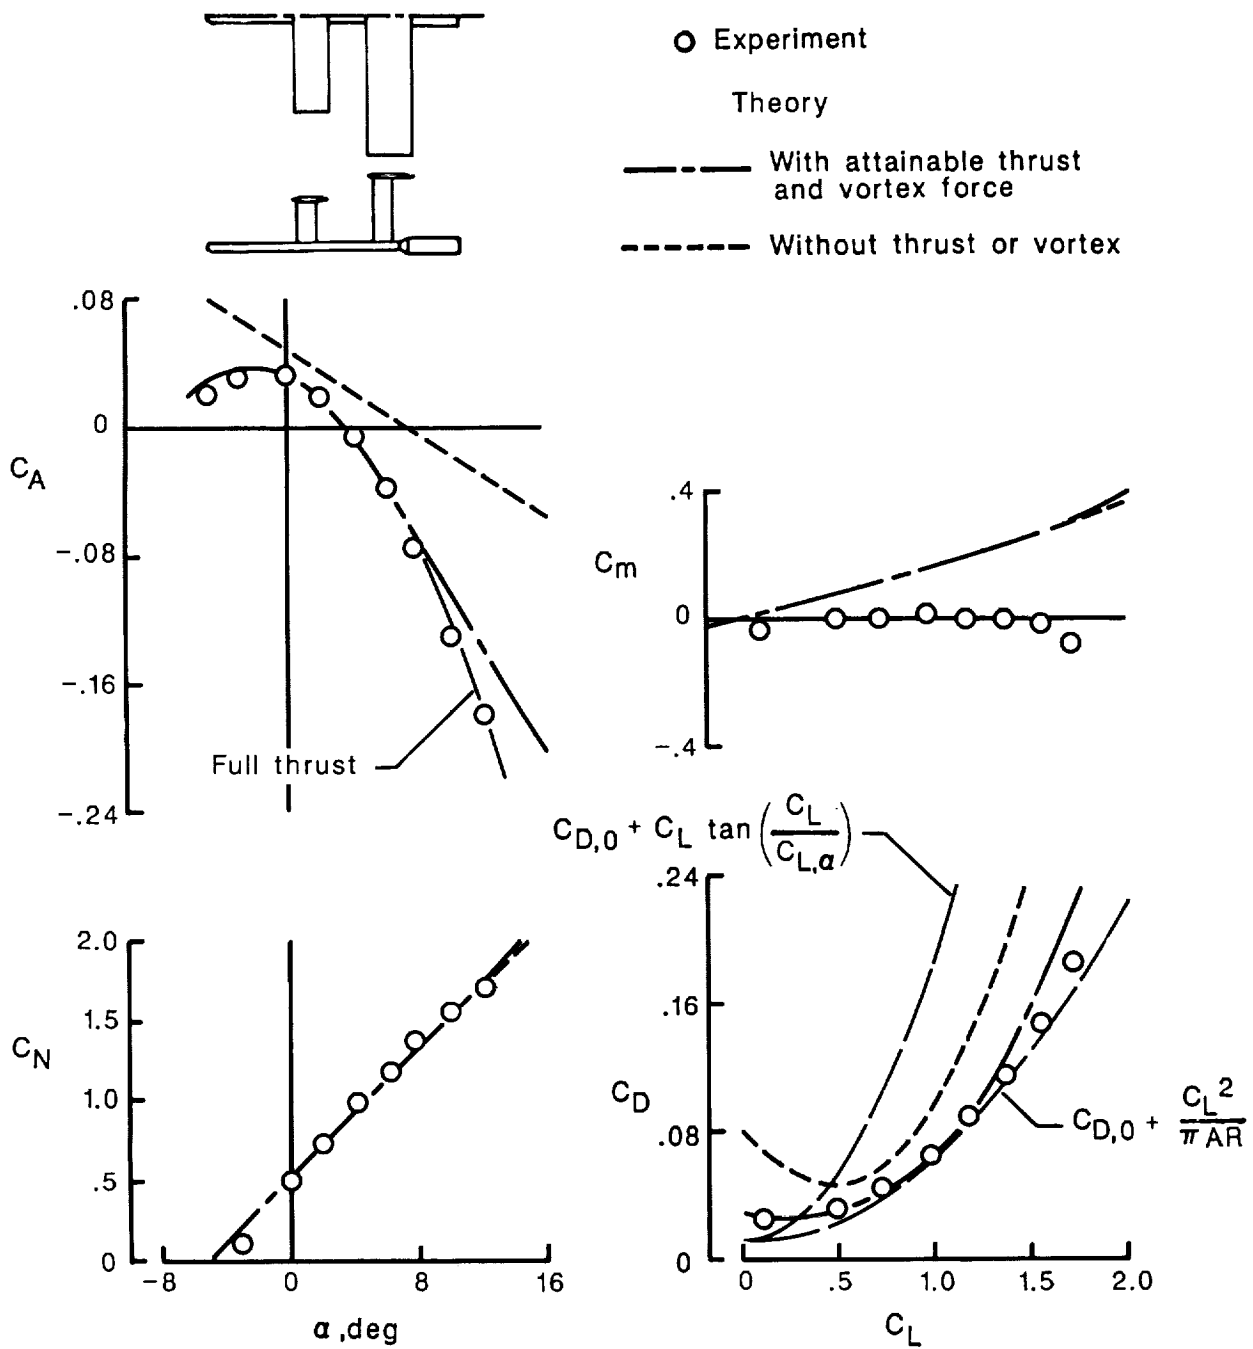 Experiment
Theory
With attainable thrust
and vortex force
Without thrust or vortex
.08
0
C_A
-.08
-.16
Full thrust
-.24
.4
C_m
0
-.4
C_{D,0} + C_L tan(C_L/C_{L,α})
2.0
1.5
C_N
1.0
.5
0
-8 0 8 16
α, deg
.24
.16
C_D
C_{D,0} + C_L^2/πAR
.08
0
0 .5 1.0 1.5 2.0
C_L